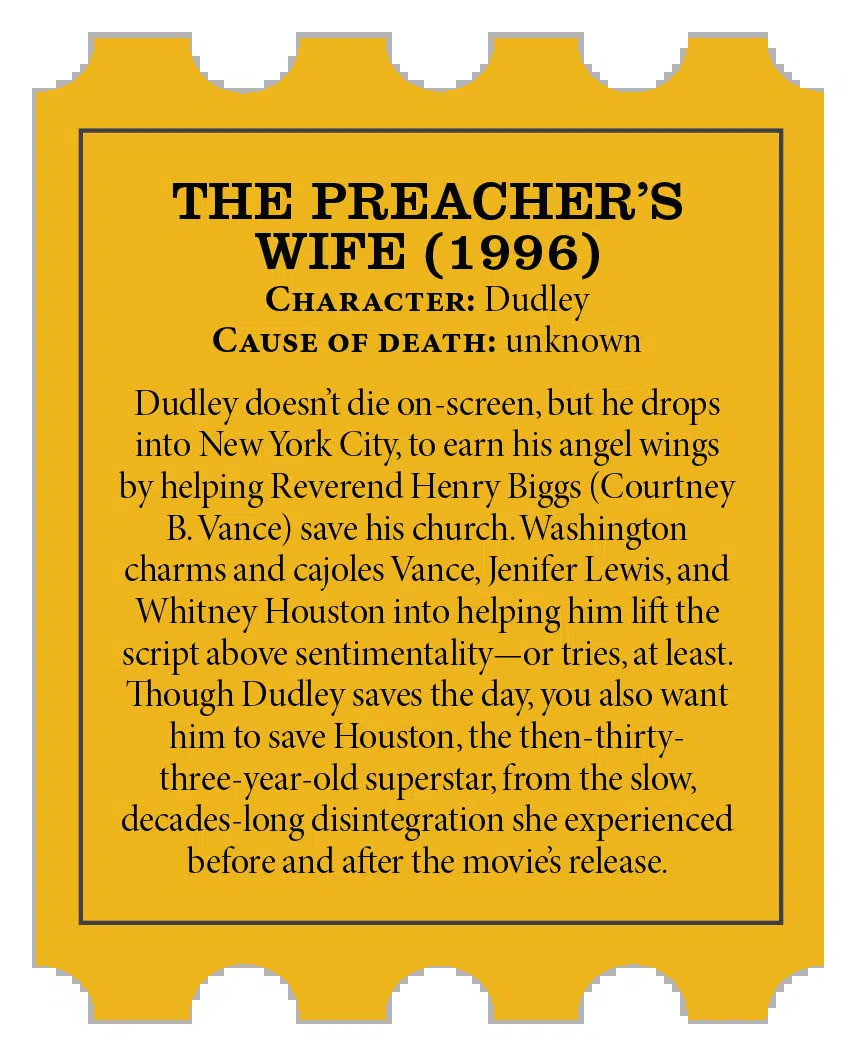 THE PREACHER’S
WIFE (1996)
CHARACTER: Dudley
CAUSE OF DEATH: unknown
Dudley doesn’t die on-screen, but he drops
into New York City, to earn his angel wings
by helping Reverend Henry Biggs (Courtney
B. Vance) save his church. Washington
charms and cajoles Vance, Jenifer Lewis, and
Whitney Houston into helping him lift the
script above sentimentality—or tries, at least.
Though Dudley saves the day, you also want
him to save Houston, the then-thirty-
three-year-old superstar, from the slow,
decades-long disintegration she experienced
before and after the movie’s release.